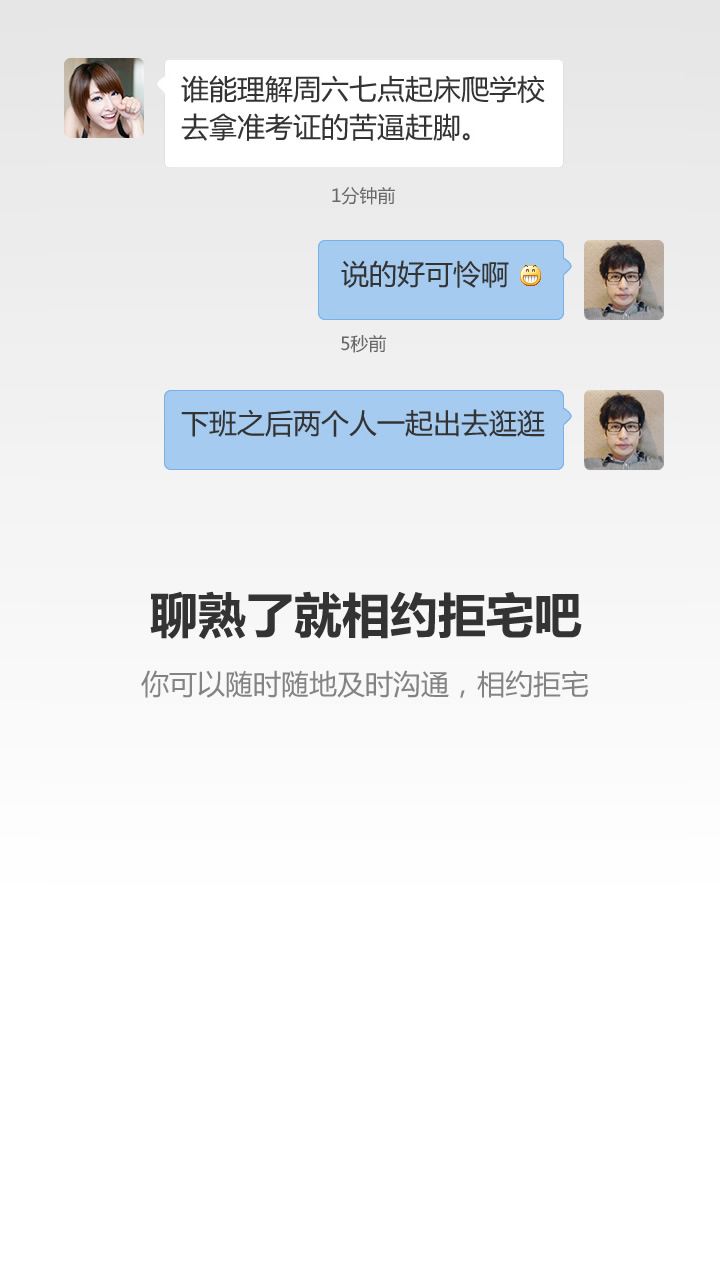 谁能理解周六七点起床爬学校
去拿准考证的苦逼赶脚。
1分钟前
说的好可怜啊
5秒前
下班之后两个人一起出去逛逛
聊熟了就相约拒宅吧
你可以随时随地及时沟通，相约拒宅